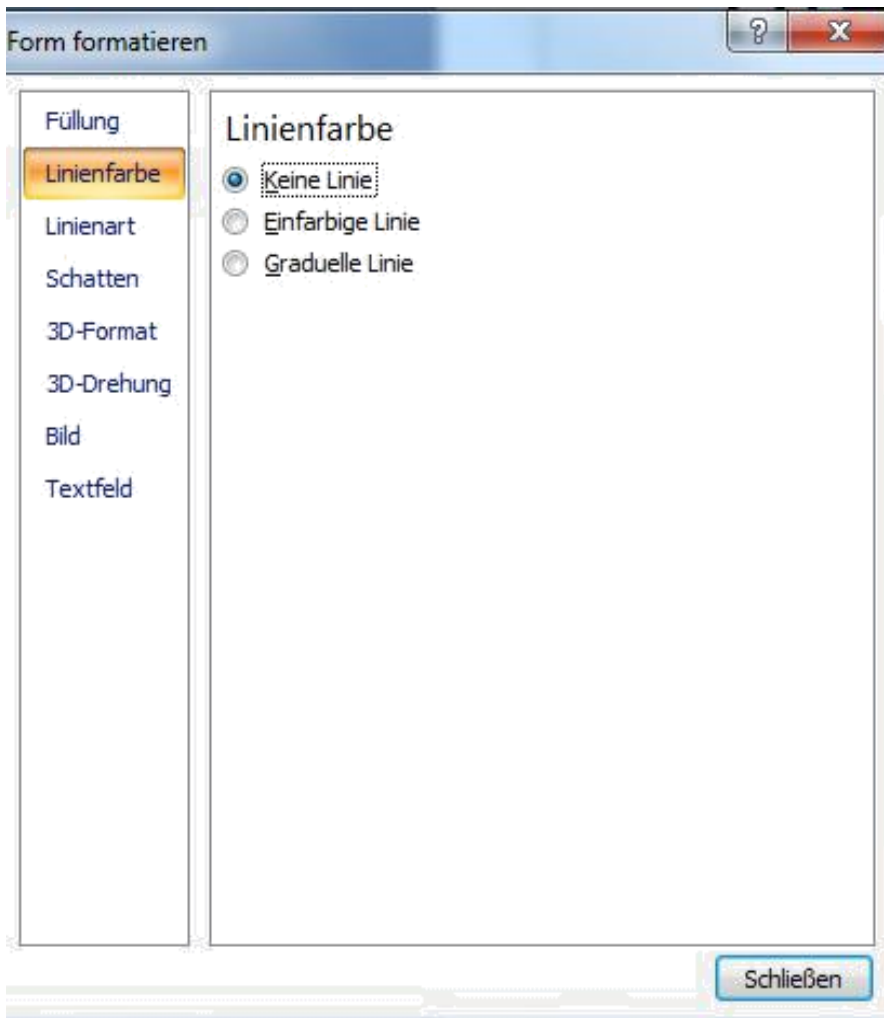 Form formatieren
Füllung
Linienfarbe
Linienart
Schatten
3D-Format
3D-Drehung
Bild
Textfeld
Linienfarbe
Keine Linie
Einfarbige Linie
Graduelle Linie
Schließen